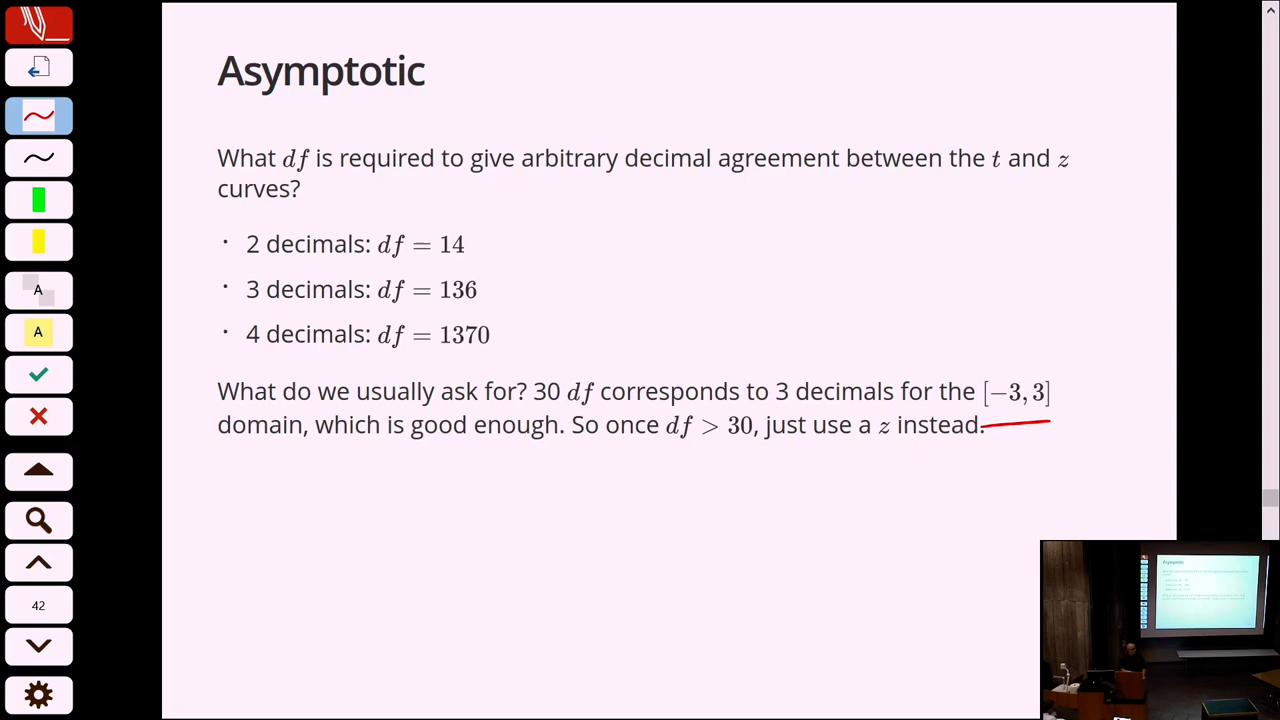 Asymptotic
What df is required to give arbitrary decimal agreement between the t and z
curves?
· 2 decimals: df = 14
· 3 decimals: df = 136
· 4 decimals: df = 1370
What do we usually ask for? 30 df corresponds to 3 decimals for the [−3, 3]
domain, which is good enough. So once df > 30, just use a z instead.
A
A
42
Asymptotic